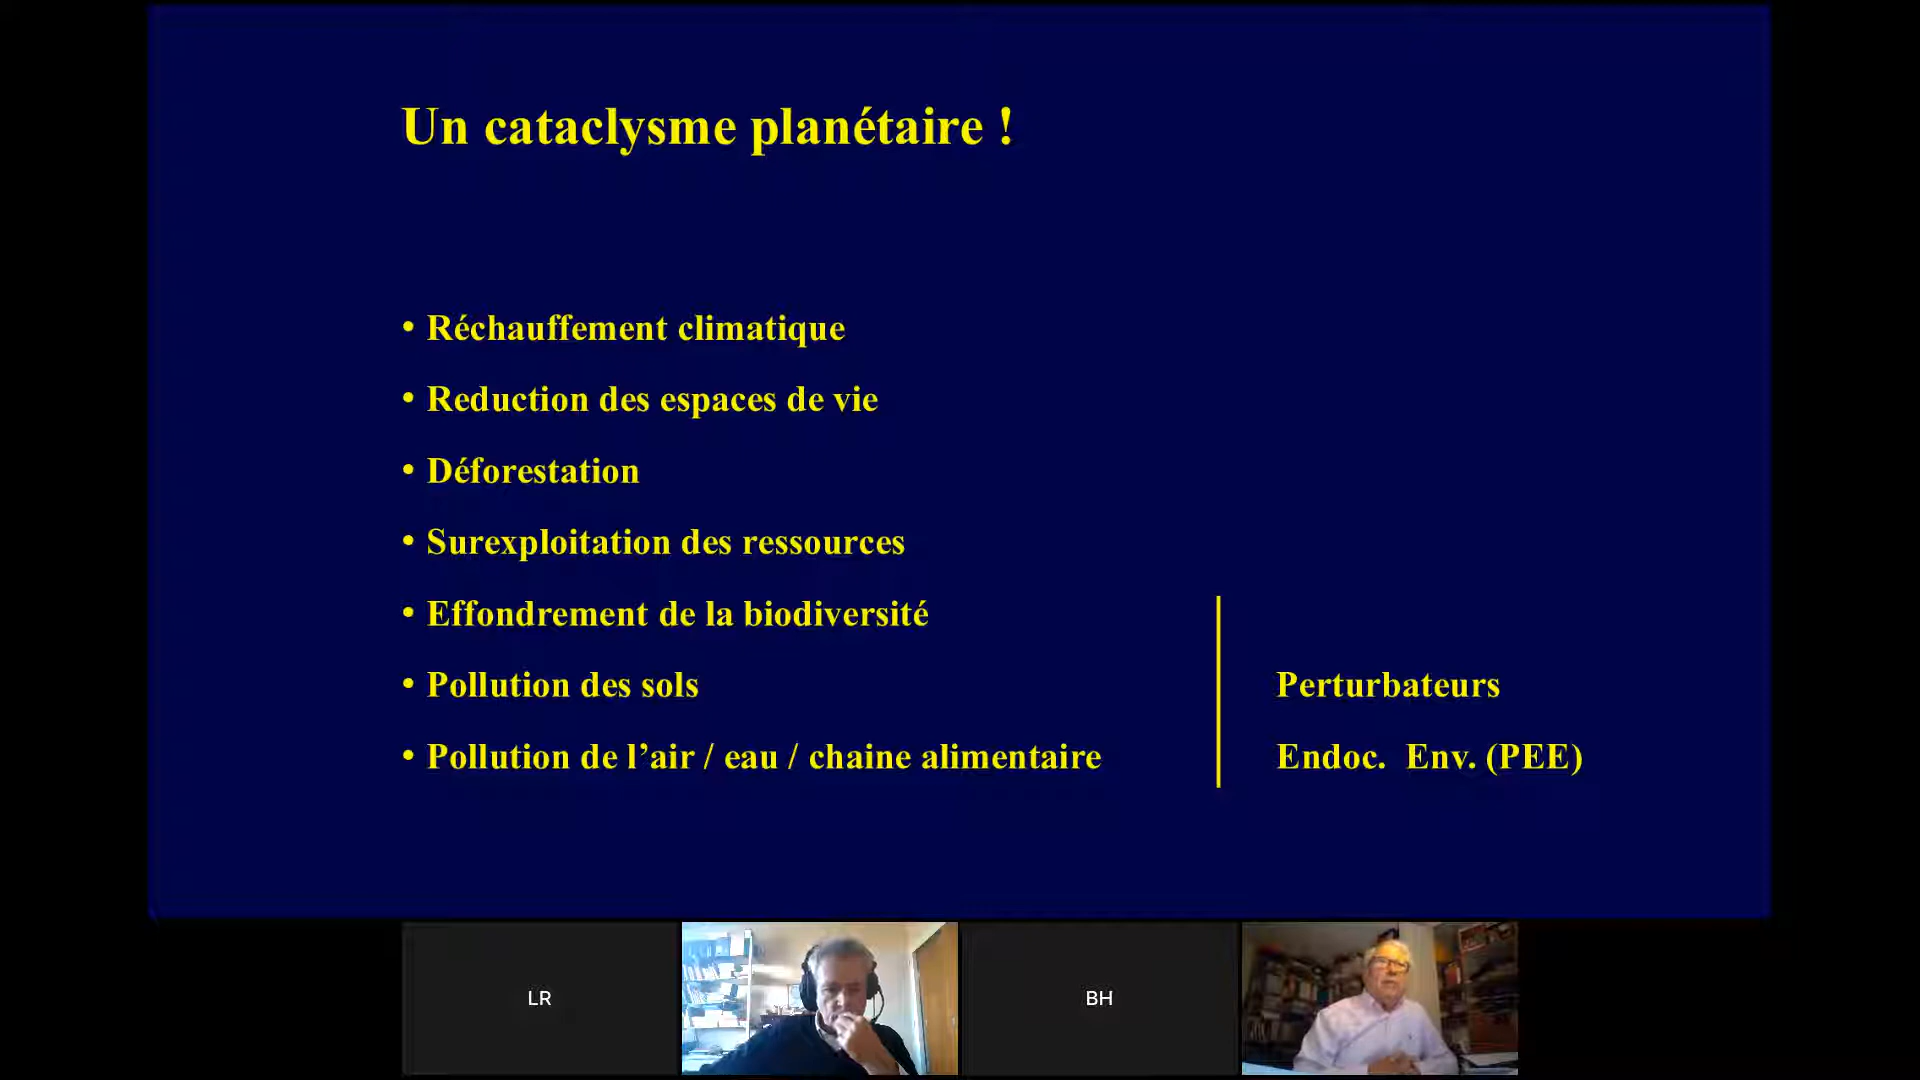 Un cataclysme planétaire !
• Réchauffement climatique
• Reduction des espaces de vie
• Déforestation
• Surexploitation des ressources
• Effondrement de la biodiversité
• Pollution des sols
• Pollution de l’air / eau / chaine alimentaire
Perturbateurs
Endoc. Env. (PEE)
LR
BH